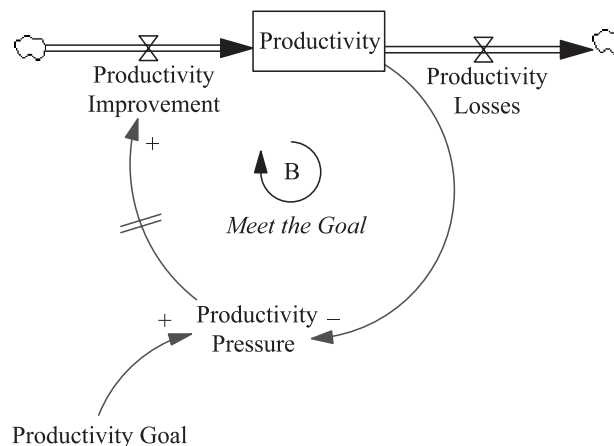 Productivity
Productivity
Improvement
Productivity
Losses
+
B
Meet the Goal
+
Productivity
Pressure
–
Productivity Goal